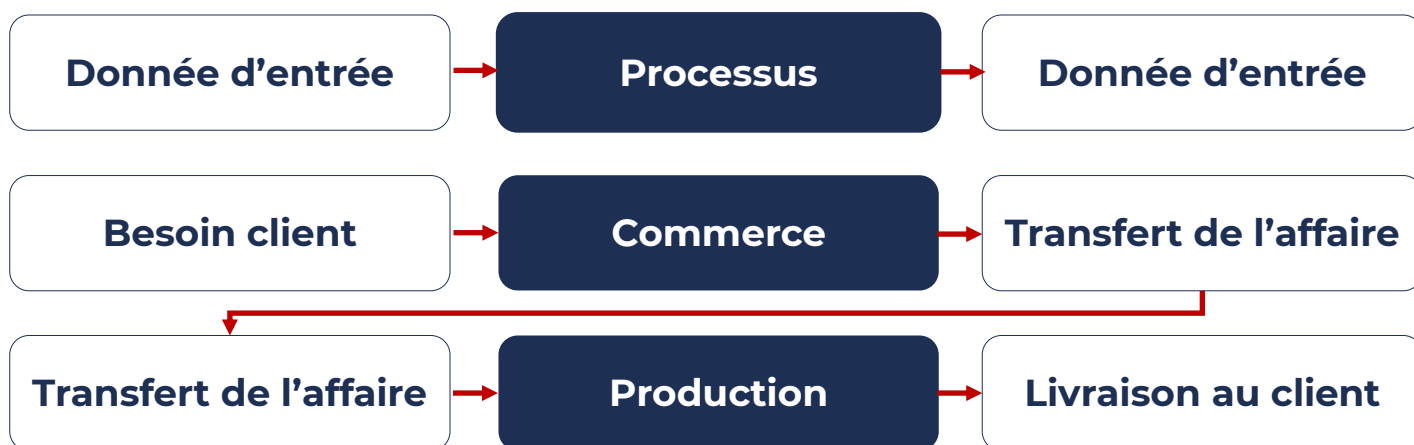 Donnée d’entrée
Processus
Donnée d’entrée
Besoin client
Commerce
Transfert de l’affaire
Transfert de l’affaire
Production
Livraison au client